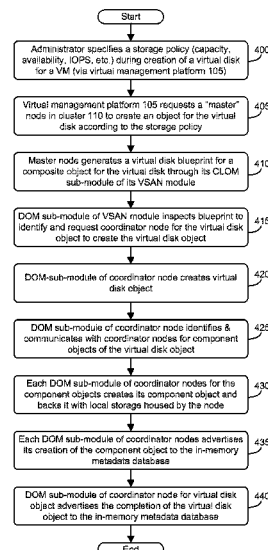 Start
Administrator specifies a storage policy (capacity,
availability, IOPS, etc.) during creation of a virtual disk
for a VM (via virtual management platform 105)
400
Virtual management platform 105 requests a "master"
node in cluster 110 to create an object for the virtual
disk according to the storage policy
405
Master node generates a virtual disk blueprint for a
composite object for the virtual disk through its CLOM
sub-module of its VSAN module
410
DOM sub-module of VSAN module inspects blueprint to
identify and request coordinator node for the virtual disk
object to create the virtual disk object
415
DOM-sub-module of coordinator node creates virtual
disk object
420
DOM sub-module of coordinator node identifies &
communicates with coordinator nodes for component
objects of the virtual disk object
425
Each DOM sub-module of coordinator nodes for the
component objects creates its component object and
backs it with local storage housed by the node
430
Each DOM sub-module of coordinator nodes advertises
its creation of the component object to the in-memory
metadata database
435
DOM sub-module of coordinator node for virtual disk
object advertises the completion of the virtual disk
object to the in-memory metadata database
440
End